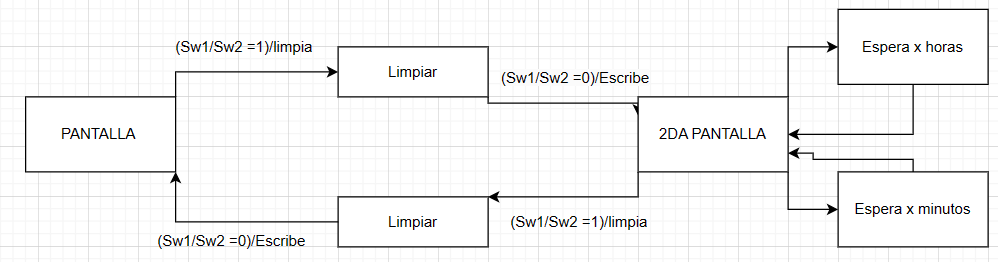 (Sw1/Sw2 =1)/limpia
Limpiar
(Sw1/Sw2 =0)/Escribe
Espera x horas
PANTALLA
2DA PANTALLA
Limpiar
(Sw1/Sw2 =1)/limpia
Espera x minutos
(Sw1/Sw2 =0)/Escribe